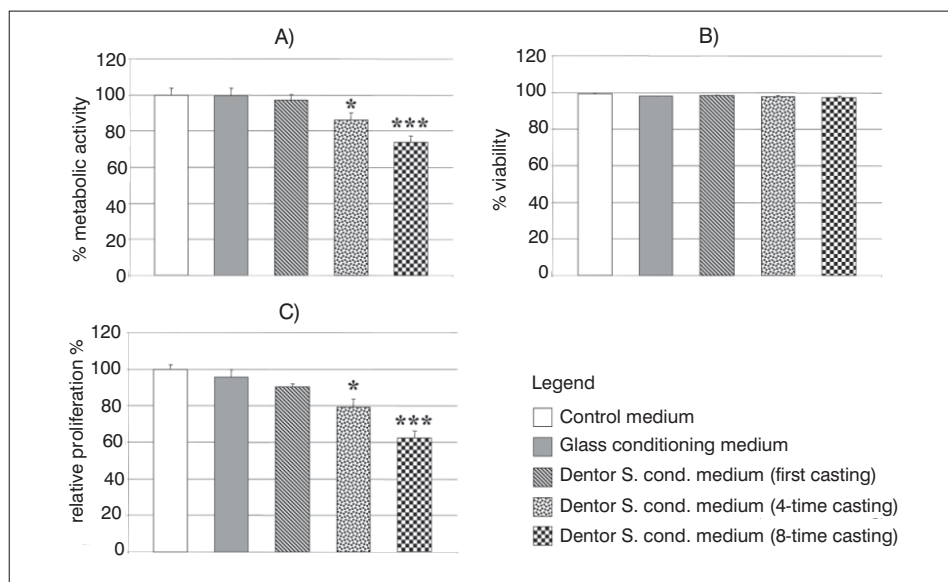 A)
% metabolic activity
120
100
80
60
40
20
0
*
***
B)
% viability
120
100
80
60
40
20
0
C)
relative proliferation %
120
100
80
60
40
20
0
*
***
Legend
Control medium
Glass conditioning medium
Dentor S. cond. medium (first casting)
Dentor S. cond. medium (4-time casting)
Dentor S. cond. medium (8-time casting)